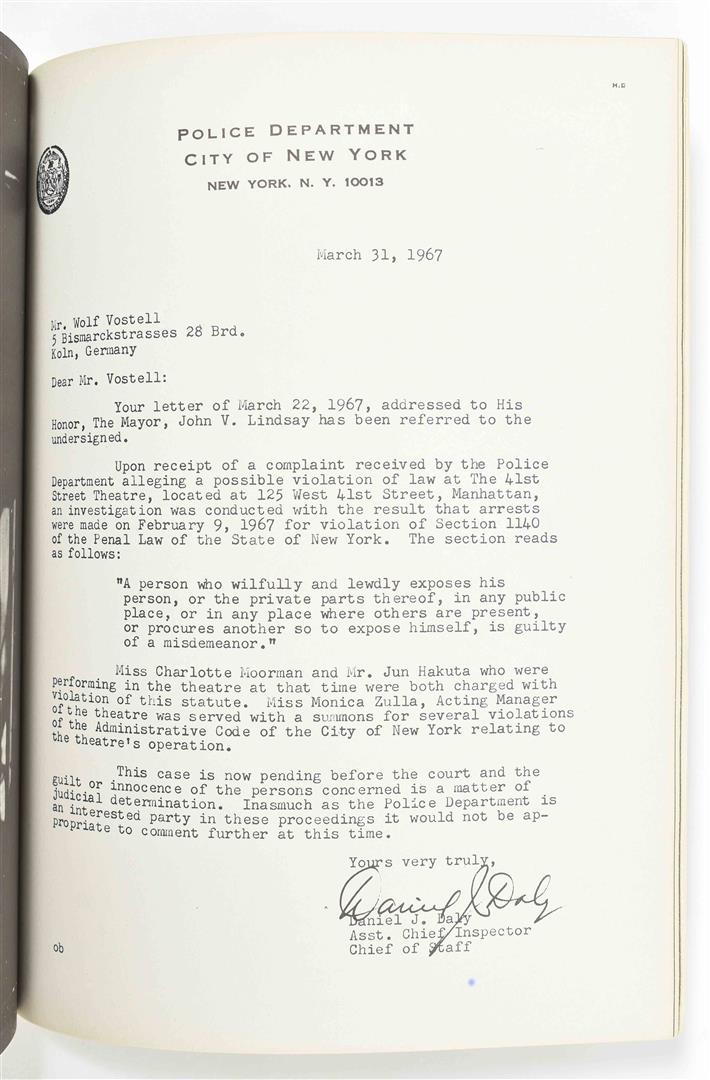 M.D
POLICE DEPARTMENT
CITY OF NEW YORK
NEW YORK, N. Y. 10013
March 31, 1967
Mr. Wolf Vostell
5 Bismarckstrasses 28 Brd.
Koln, Germany
Dear Mr. Vostell:
Your letter of March 22, 1967, addressed to His
Honor, The Mayor, John V. Lindsay has been referred to the
undersigned.
Upon receipt of a complaint received by the Police
Department alleging a possible violation of law at The 41st
Street Theatre, located at 125 West 41st Street, Manhattan,
an investigation was conducted with the result that arrests
were made on February 9, 1967 for violation of Section 1140
of the Penal Law of the State of New York. The section reads
as follows:
"A person who wilfully and lewdly exposes his
person, or the private parts thereof, in any public
place, or in any place where others are present,
or procures another so to expose himself, is guilty
of a misdemeanor."
Miss Charlotte Moorman and Mr. Jun Hakuta who were
performing in the theatre at that time were both charged with
violation of this statute. Miss Monica Zulla, Acting Manager
of the theatre was served with a summons for several violations
of the Administrative Code of the City of New York relating to
the theatre's operation.
This case is now pending before the court and the
guilt or innocence of the persons concerned is a matter of
judicial determination. Inasmuch as the Police Department is
an interested party in these proceedings it would not be ap-
propriate to comment further at this time.
Yours very truly,
Daniel J. Daly
Daniel J. Daly
Asst. Chief Inspector
Chief of Staff
ob